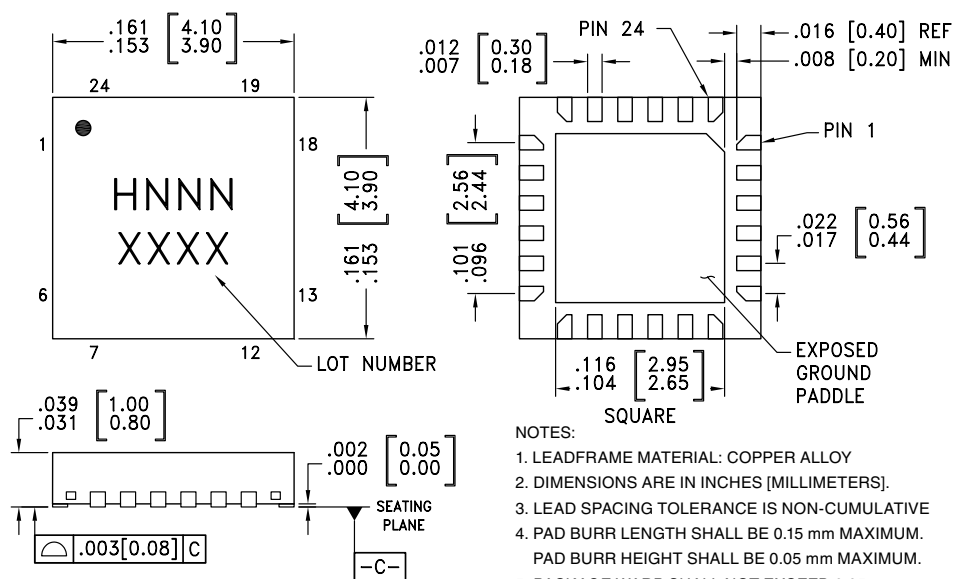 .161 [4.10]
.153 [3.90]
24
19
1
18
HNNN
XXXX
6
13
7
12
LOT NUMBER
.161 [4.10]
.153 [3.90]
.012 [0.30]
.007 [0.18]
PIN 24
.016 [0.40] REF
.008 [0.20] MIN
PIN 1
.101 [2.56]
.096 [2.44]
.022 [0.56]
.017 [0.44]
.116 [2.95]
.104 [2.65]
SQUARE
EXPOSED
GROUND
PADDLE
.039 [1.00]
.031 [0.80]
.002 [0.05]
.000 [0.00]
SEATING
PLANE
.003[0.08] C
-C-
NOTES:
1. LEADFRAME MATERIAL: COPPER ALLOY
2. DIMENSIONS ARE IN INCHES [MILLIMETERS].
3. LEAD SPACING TOLERANCE IS NON-CUMULATIVE
4. PAD BURR LENGTH SHALL BE 0.15 mm MAXIMUM.
PAD BURR HEIGHT SHALL BE 0.05 mm MAXIMUM.